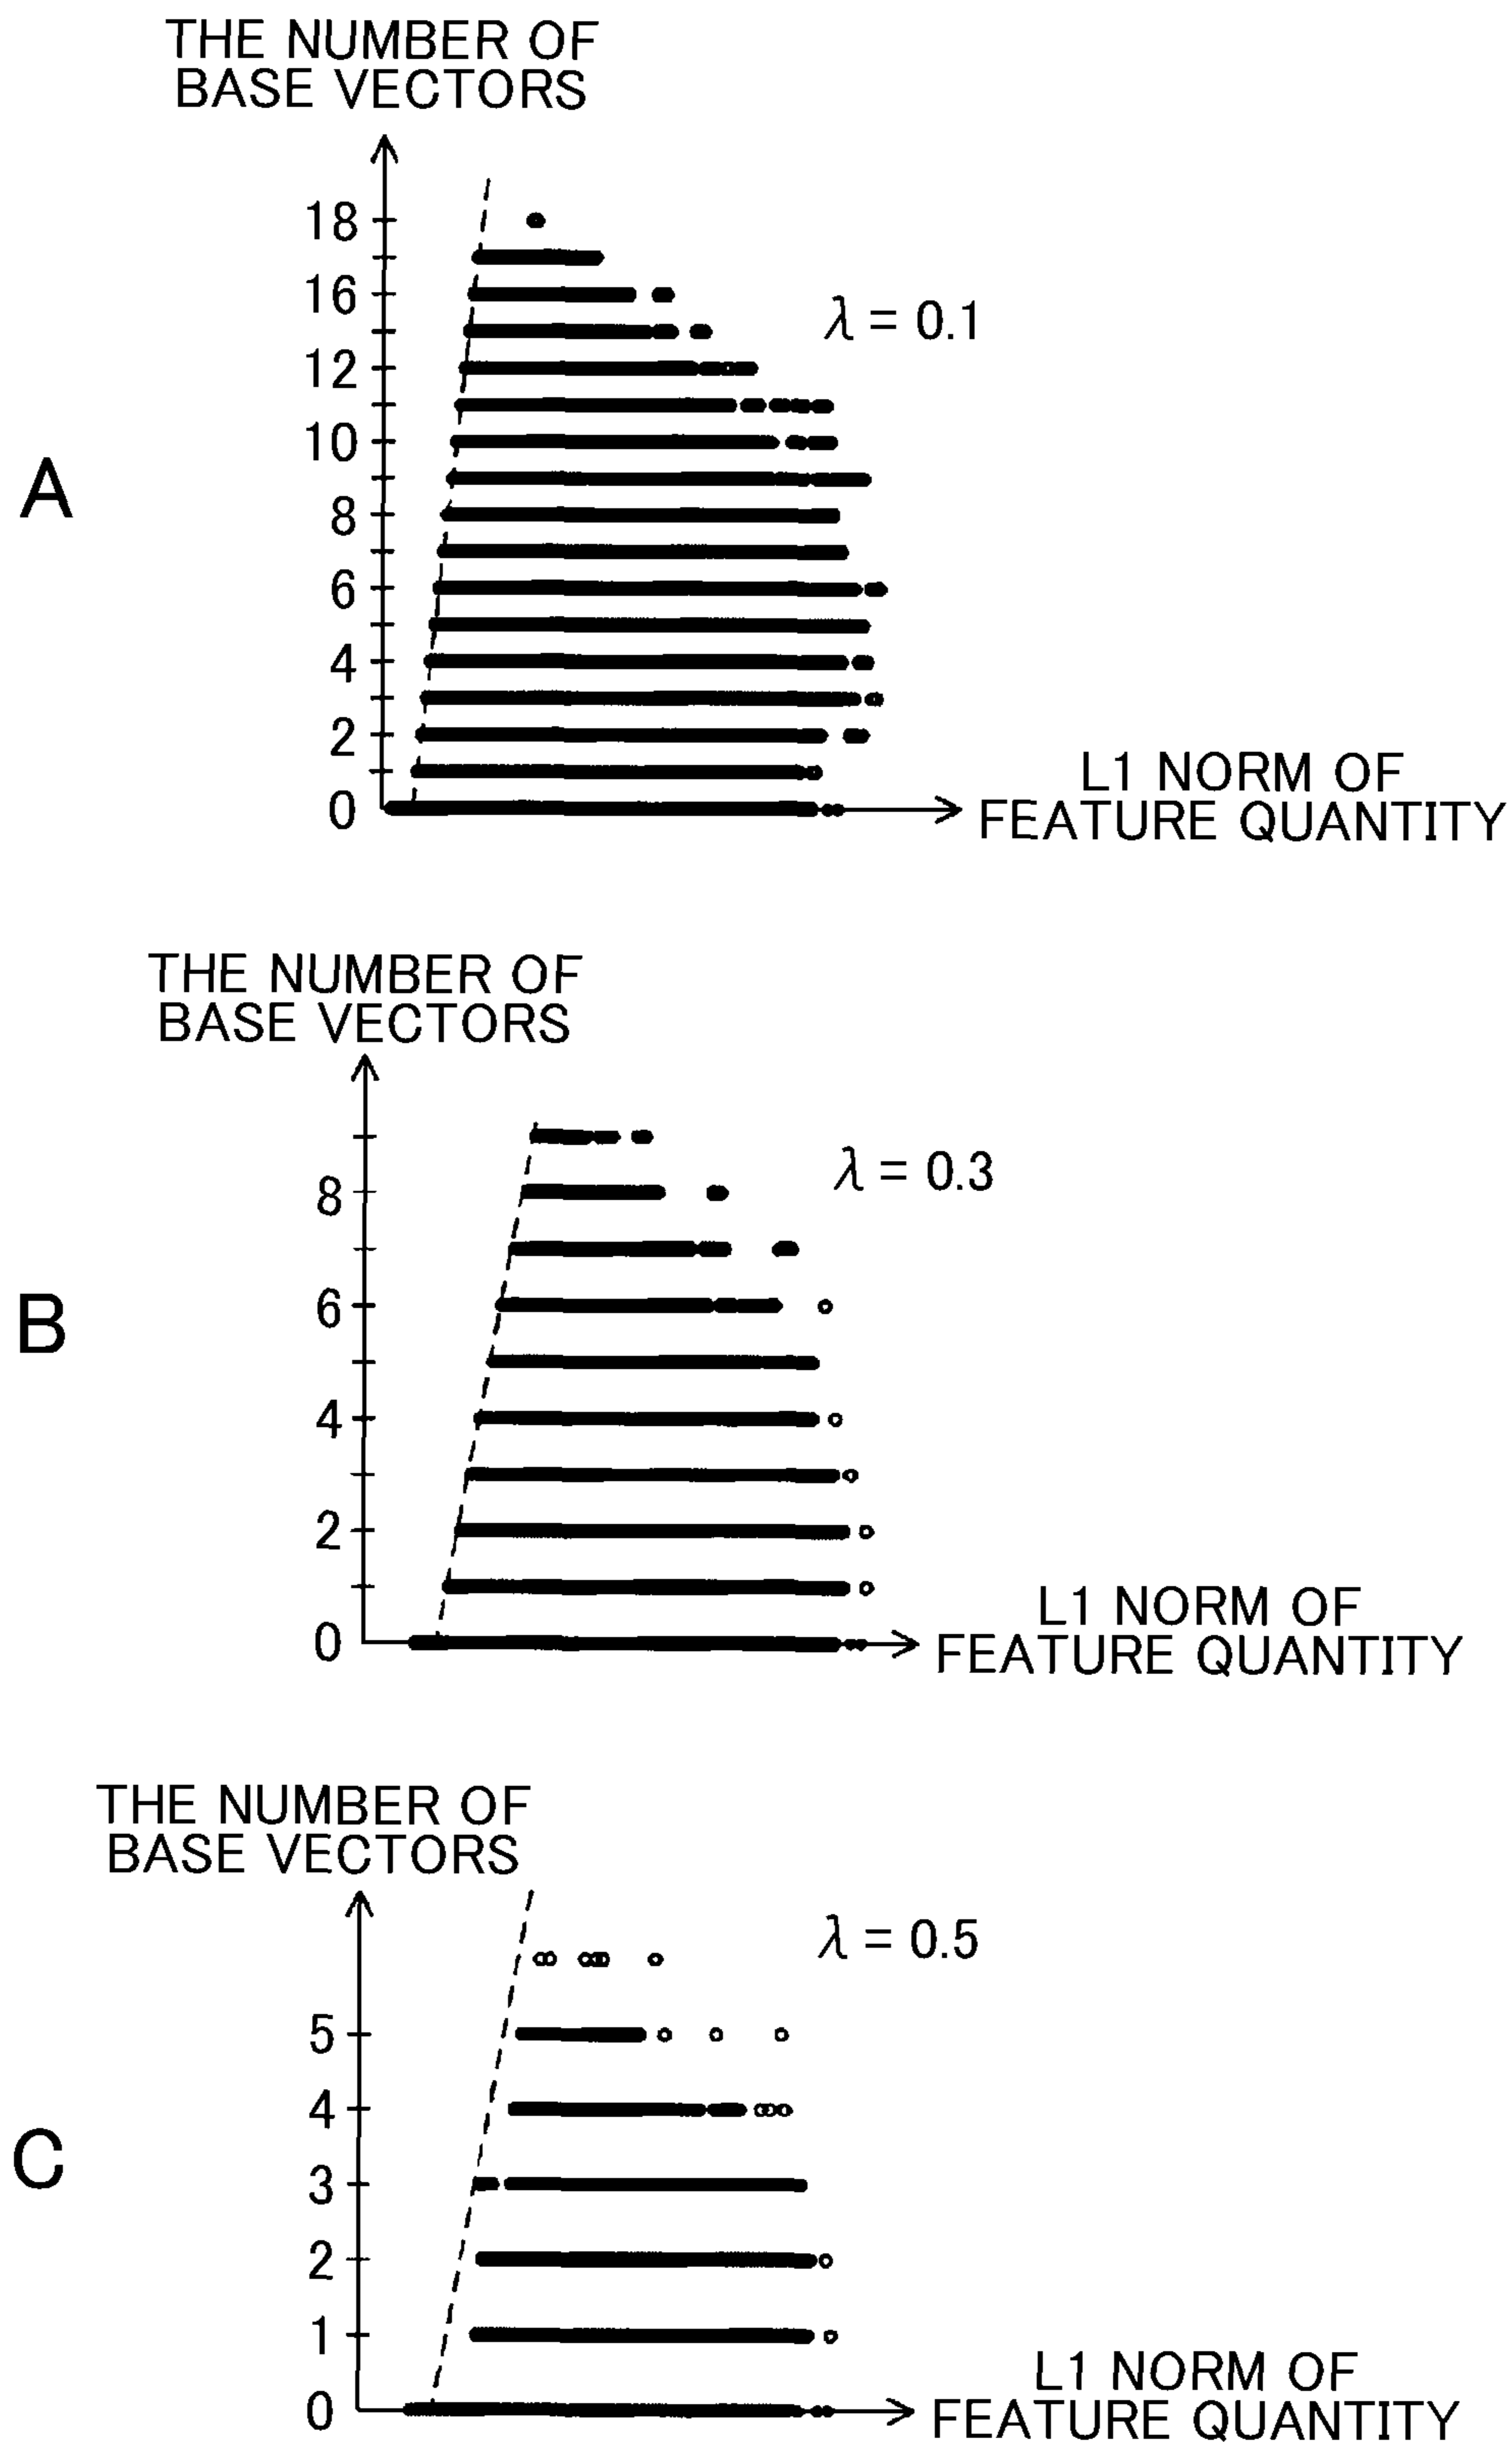 THE NUMBER OF
BASE VECTORS
18
16
λ = 0.1
12
10
A
8
6
4
2
0
L1 NORM OF
FEATURE QUANTITY
THE NUMBER OF
BASE VECTORS
λ = 0.3
8
6
B
4
2
0
L1 NORM OF
FEATURE QUANTITY
THE NUMBER OF
BASE VECTORS
λ = 0.5
5
4
C
3
2
1
0
L1 NORM OF
FEATURE QUANTITY